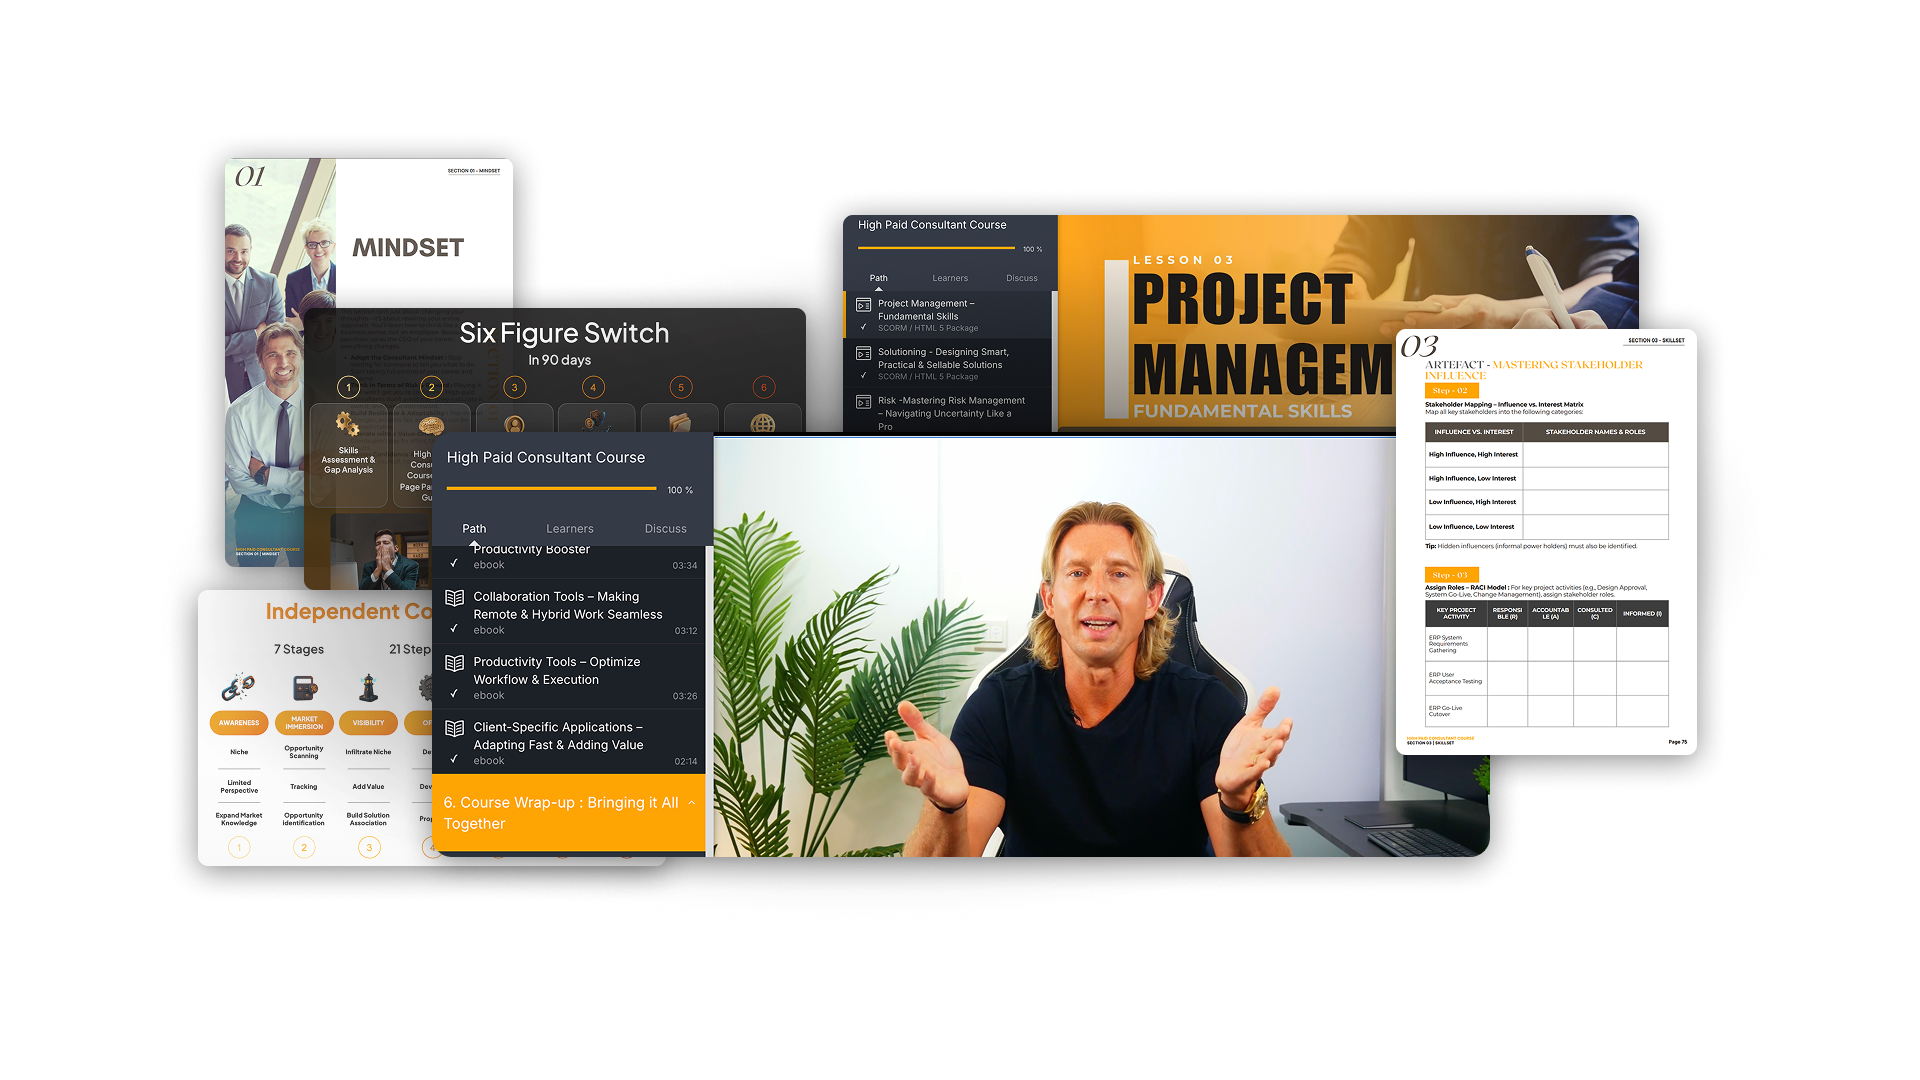 01
SECTION 01 - MINDSET
MINDSET
HIGH PAID CONSULTANT COURSE
SECTION 01 | MINDSET
Six Figure Switch
In 90 days
1
2
3
4
5
6
Skills
Assessment &
Gap Analysis
High
Consu
Course
Page Pa
Gu
Independent Co
7 Stages
21 Step
AWARENESS
MARKET
IMMERSION
VISIBILITY
OF
Niche
Opportunity
Scanning
Infiltrate Niche
De
Limited
Perspective
Tracking
Add Value
Dev
Expand Market
Knowledge
Opportunity
identification
Build Solution
Association
Prop
1
2
3
4
High Paid Consultant Course
100 %
Path
Learners
Discuss
Project Management –
Fundamental Skills
SCORM / HTML 5 Package
Solutioning - Designing Smart,
Practical & Sellable Solutions
SCORM / HTML 5 Package
Risk -Mastering Risk Management
– Navigating Uncertainty Like a
Pro
LESSON 03
PROJECT
MANAGEM
FUNDAMENTAL SKILLS
High Paid Consultant Course
100 %
Path
Learners
Discuss
Productivity Booster
ebook
03:34
Collaboration Tools – Making
Remote & Hybrid Work Seamless
ebook
03:12
Productivity Tools – Optimize
Workflow & Execution
ebook
03:26
Client-Specific Applications –
Adapting Fast & Adding Value
ebook
02:14
6. Course Wrap-up : Bringing it All
Together
03
SECTION 03 - SKILLSET
ARTEFACT - MASTERING STAKEHOLDER
INFLUENCE
Step - 02
Stakeholder Mapping – Influence vs. Interest Matrix
Map all key stakeholders into the following categories:
INFLUENCE VS. INTEREST
STAKEHOLDER NAMES & ROLES
High Influence, High Interest
High Influence, Low Interest
Low Influence, High Interest
Low Influence, Low Interest
Tip: Hidden influencers (informal power holders) must also be identified.
Step - 03
Assign Roles – RACI Model : For key project activities (e.g., Design Approval,
System Go-Live, Change Management), assign stakeholder roles.
KEY PROJECT
ACTIVITY
RESPONSI
BLE (R)
ACCOUNTAB
LE (A)
CONSULTED
(C)
INFORMED (I)
ERP System
Requirements
Gathering
ERP User
Acceptance Testing
ERP Go-Live
Cutover
HIGH PAID CONSULTANT COURSE
SECTION 03 | SKILLSET
Page 75